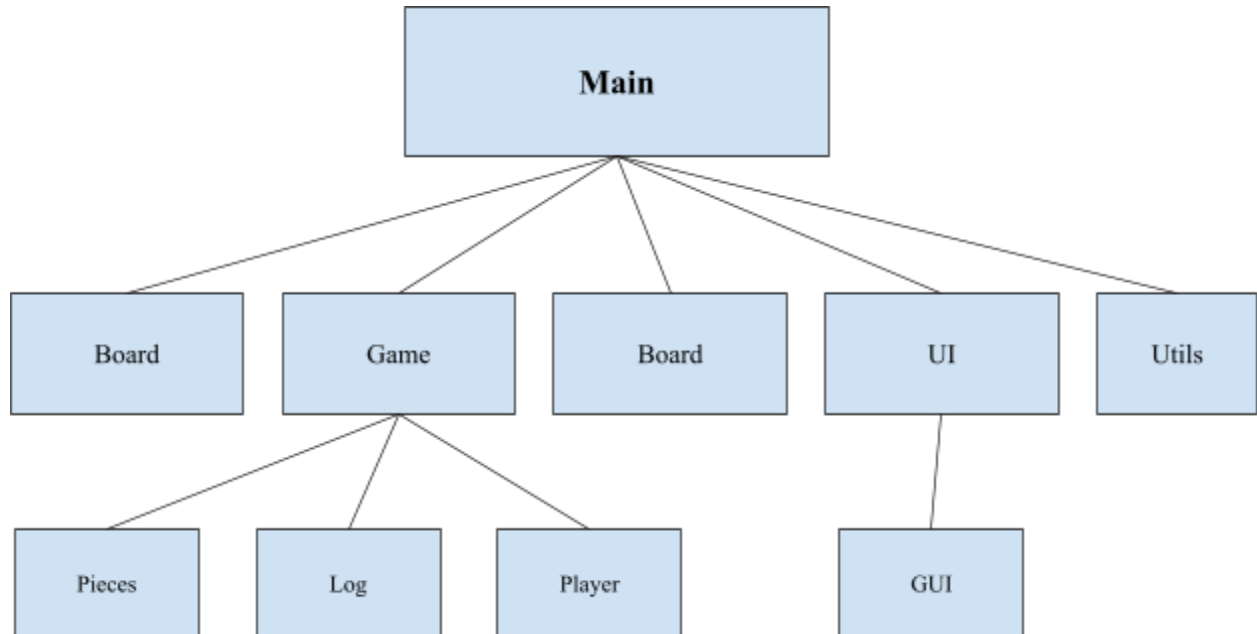 Main
Board
Game
Board
UI
Utils
Pieces
Log
Player
GUI